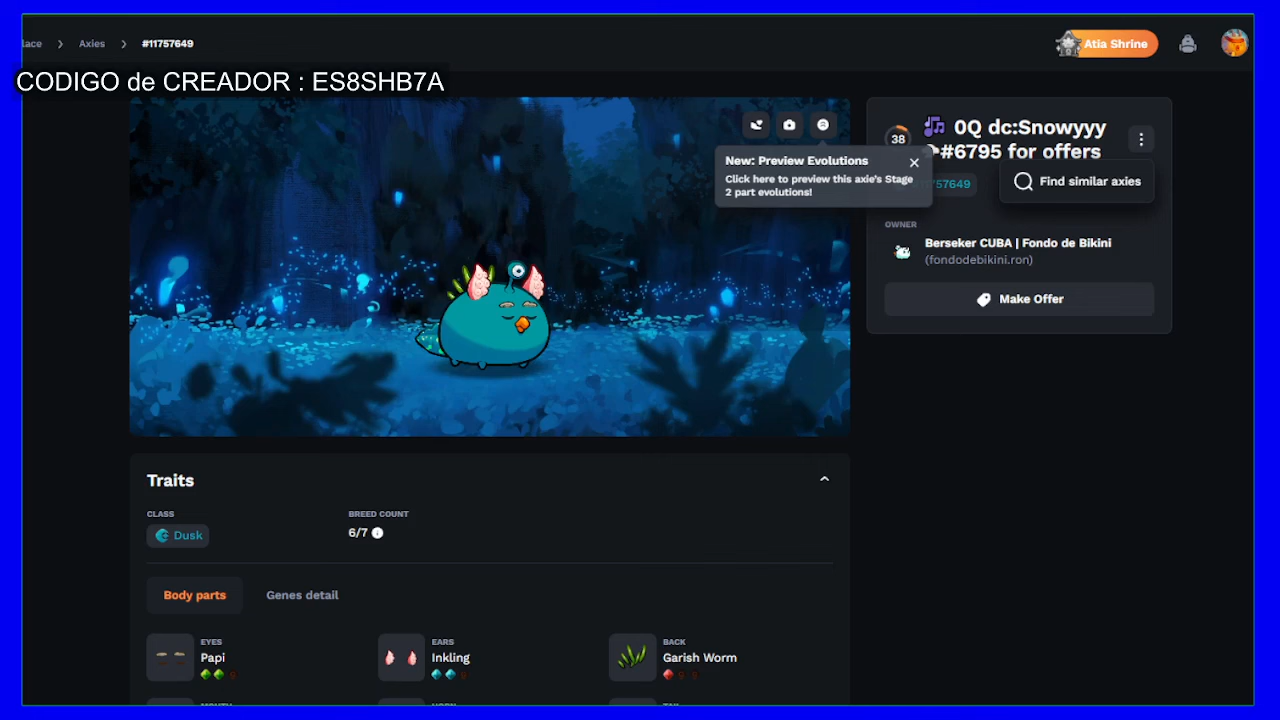 lace > Axies > #11757649
Atia Shrine
CODIGO de CREADOR : ES8SHB7A
38
0Q dc:Snowyyy
#6795 for offers
New: Preview Evolutions
Click here to preview this axie's Stage
2 part evolutions!
57649
Find similar axies
OWNER
Berseker CUBA | Fondo de Bikini
(fondodebikini.ron)
Make Offer
Traits
CLASS
BREED COUNT
Dusk
6/7
Body parts
Genes detail
EYES
Papi
EARS
Inkling
BACK
Garish Worm